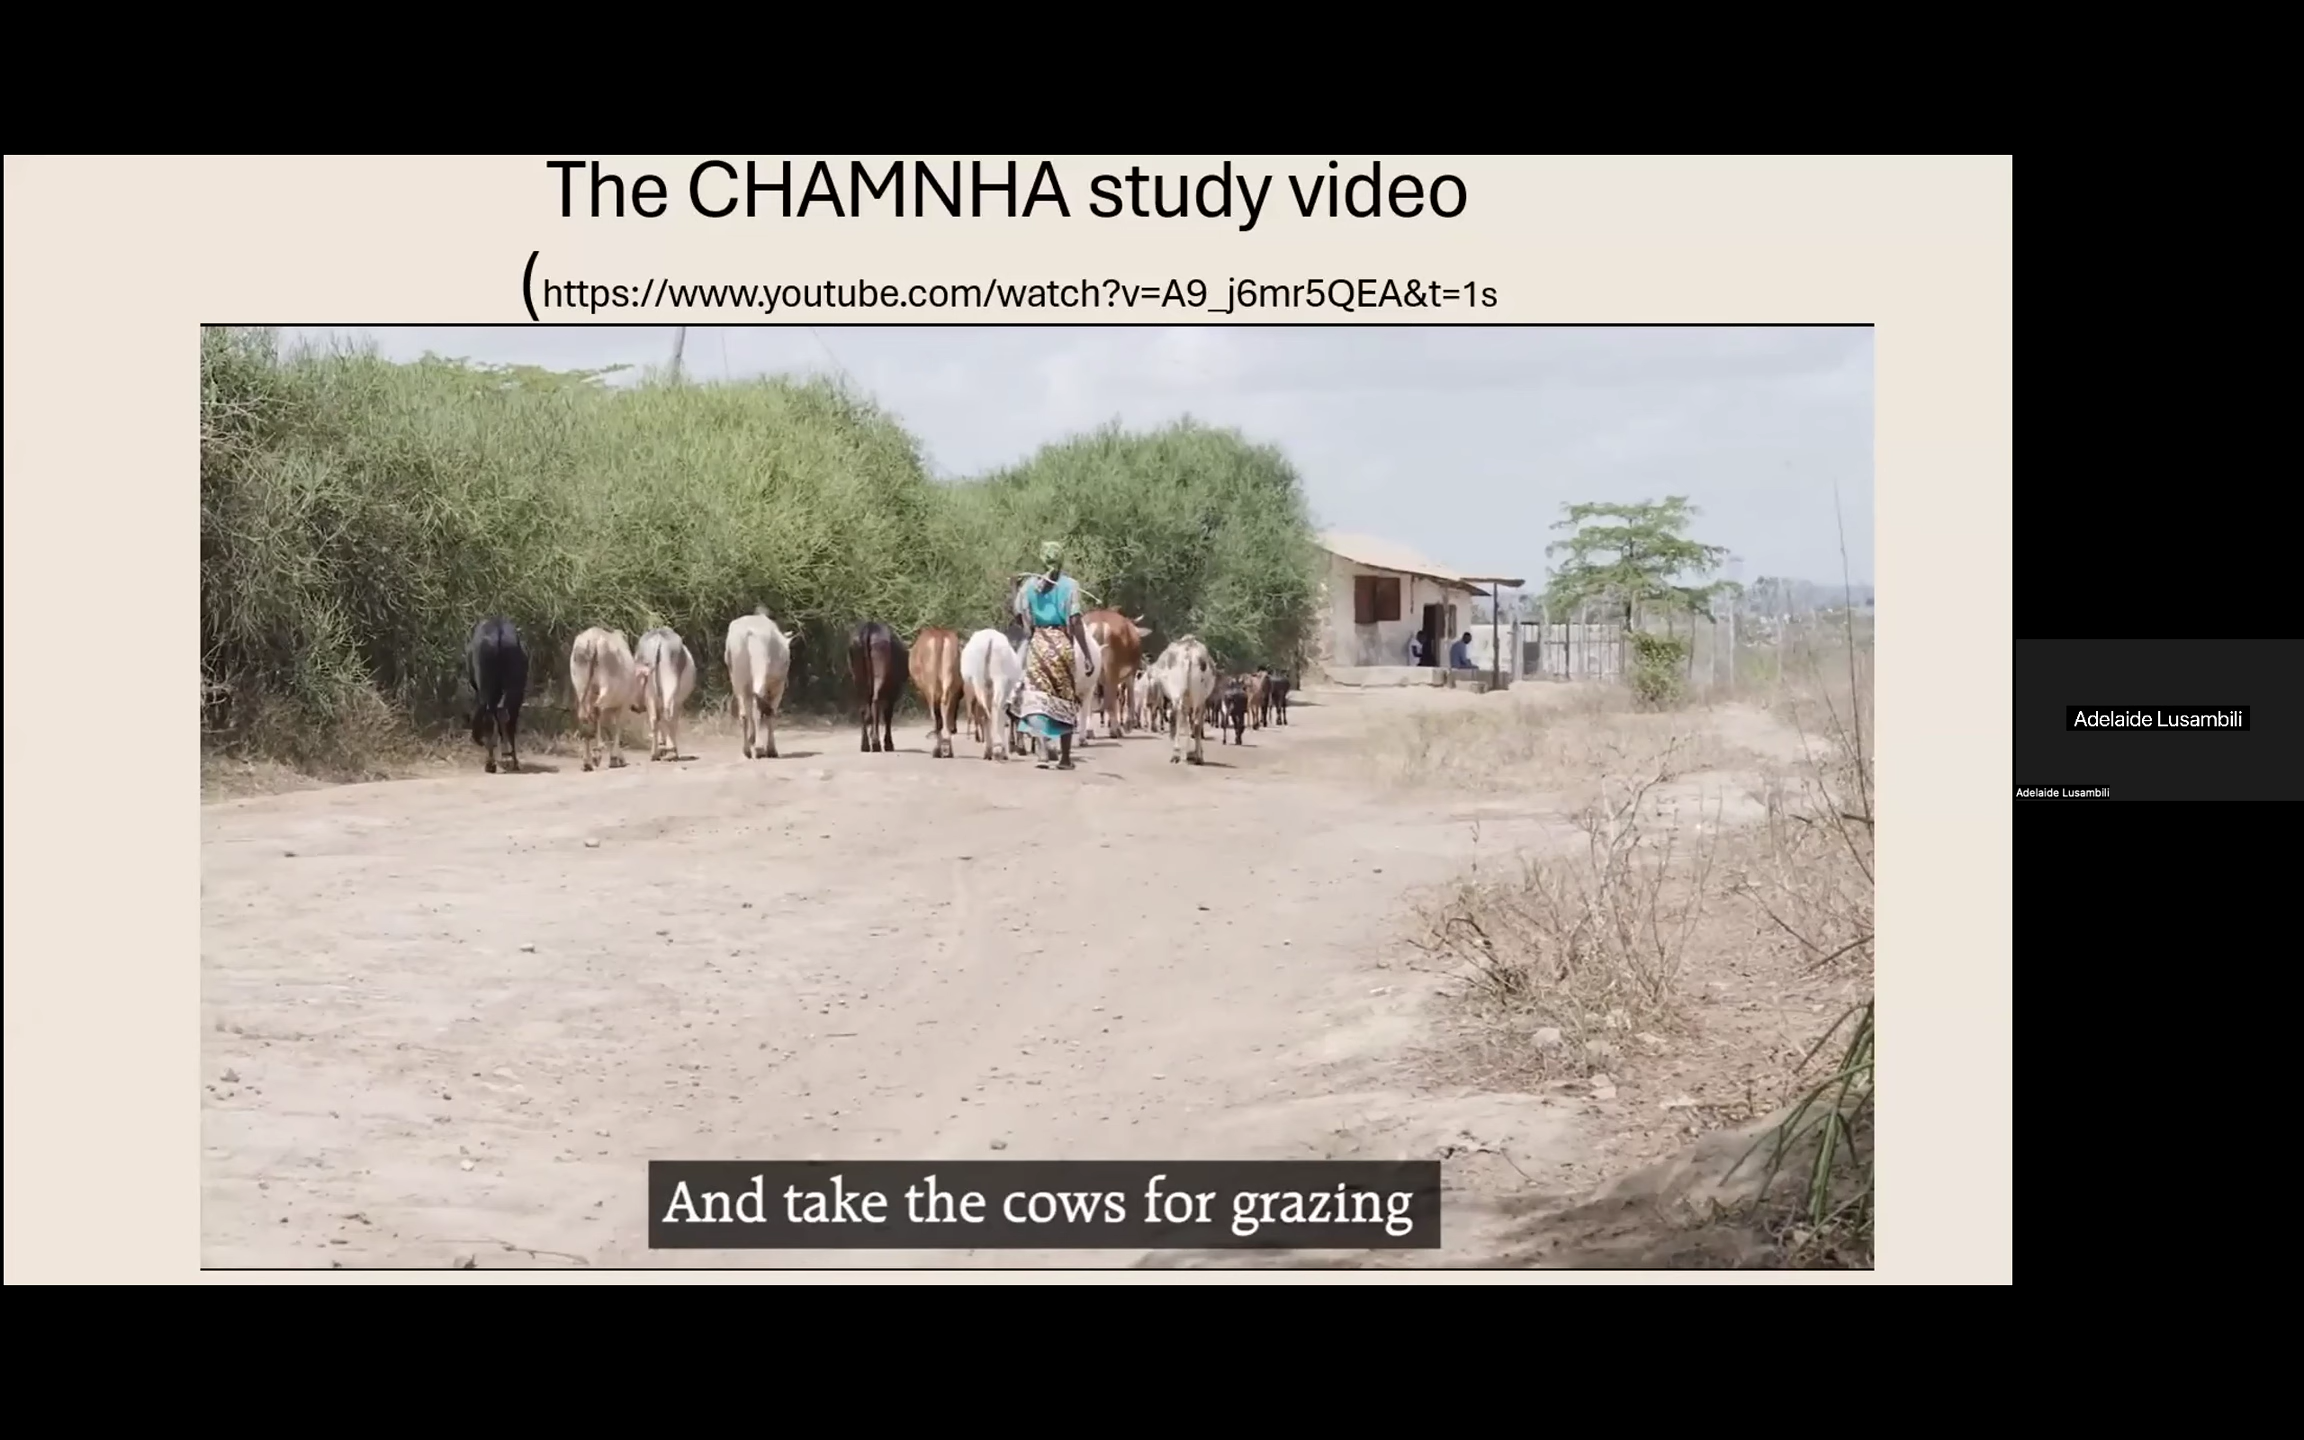 The CHAMNHA study video
(https://www.youtube.com/watch?v=A9_j6mr5QEA&t=1s
And take the cows for grazing
Adelaide Lusambili
Adelaide Lusambili